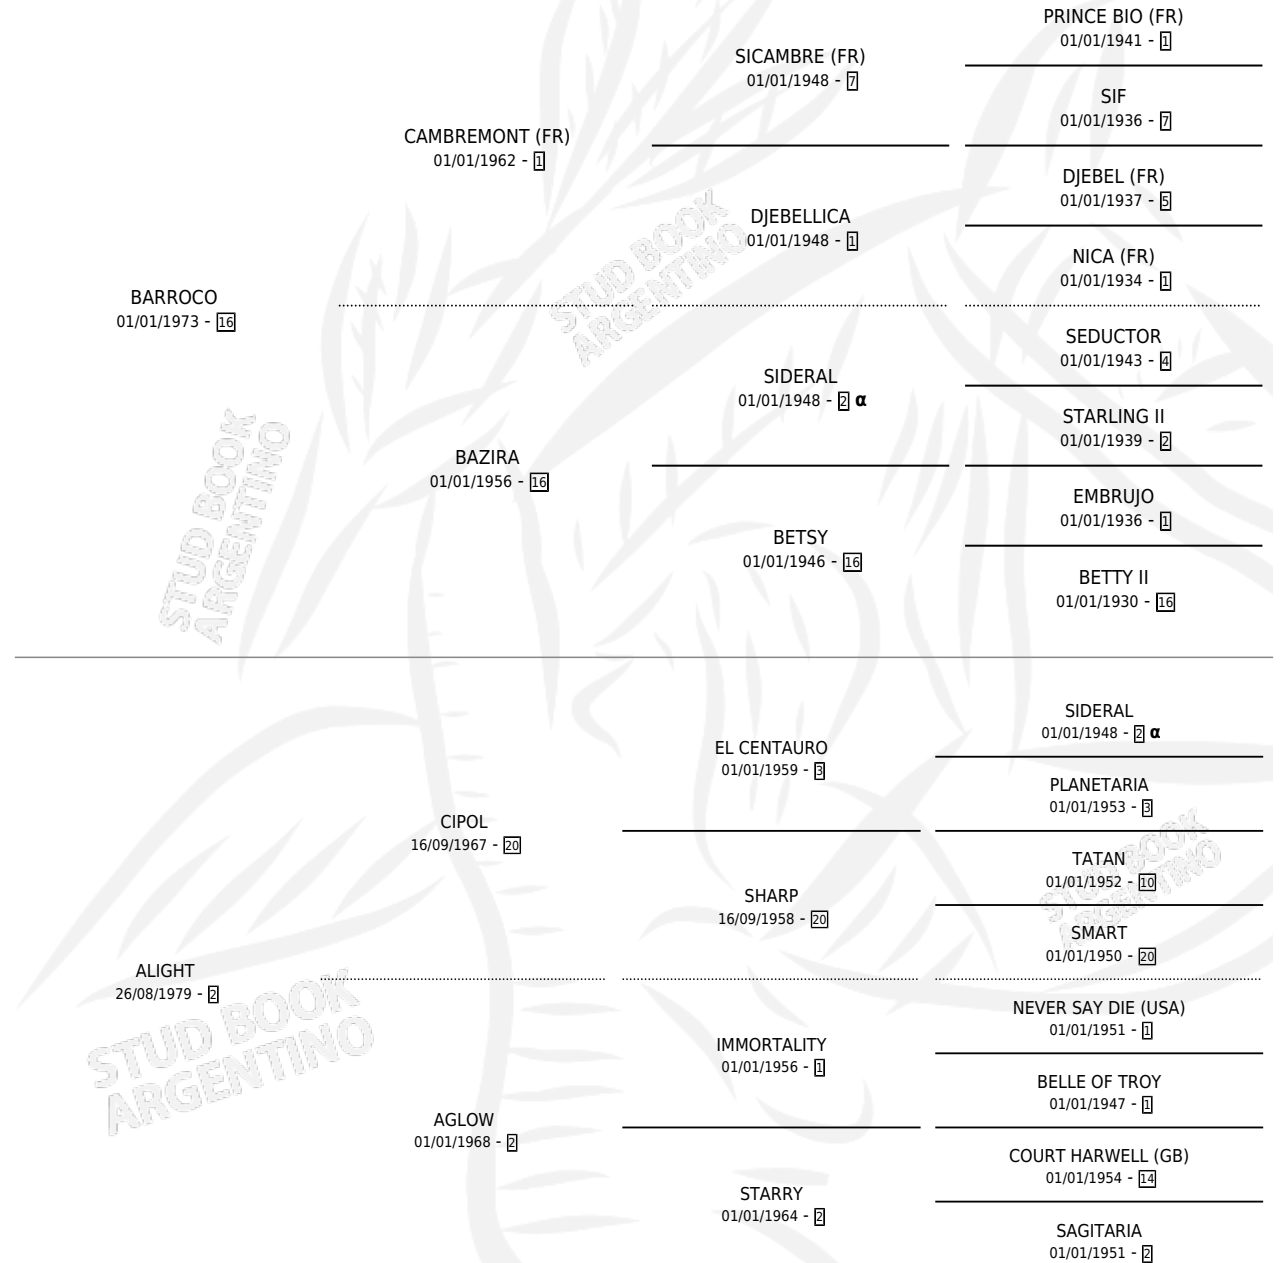 PRINCE BIO (FR)
01/01/1941 - 1
SICAMBRE (FR)
01/01/1948 - 7
SIF
01/01/1936 - 7
CAMBREMONT (FR)
01/01/1962 - 1
DJEBEL (FR)
01/01/1937 - 5
DJEBELLICA
01/01/1948 - 1
NICA (FR)
01/01/1934 - 1
BARROCO
01/01/1973 - 16
SEDUCTOR
01/01/1943 - 4
SIDERAL
01/01/1948 - 2 α
STARLING II
01/01/1939 - 2
BAZIRA
01/01/1956 - 16
EMBRUJO
01/01/1936 - 1
BETSY
01/01/1946 - 16
BETTY II
01/01/1930 - 16
SIDERAL
01/01/1948 - 2 α
EL CENTAURO
01/01/1959 - 3
PLANETARIA
01/01/1953 - 3
CIPOL
16/09/1967 - 20
TATAN
01/01/1952 - 10
SHARP
16/09/1958 - 20
SMART
01/01/1950 - 20
ALIGHT
26/08/1979 - 2
NEVER SAY DIE (USA)
01/01/1951 - 1
IMMORTALITY
01/01/1956 - 1
BELLE OF TROY
01/01/1947 - 1
AGLOW
01/01/1968 - 2
COURT HARWELL (GB)
01/01/1954 - 14
STARRY
01/01/1964 - 2
SAGITARIA
01/01/1951 - 2
STUD BOOK
ARGENTINO
STUD BOOK
ARGENTINO
STUD BOOK
ARGENTINO
STUD BOOK
ARGENTINO